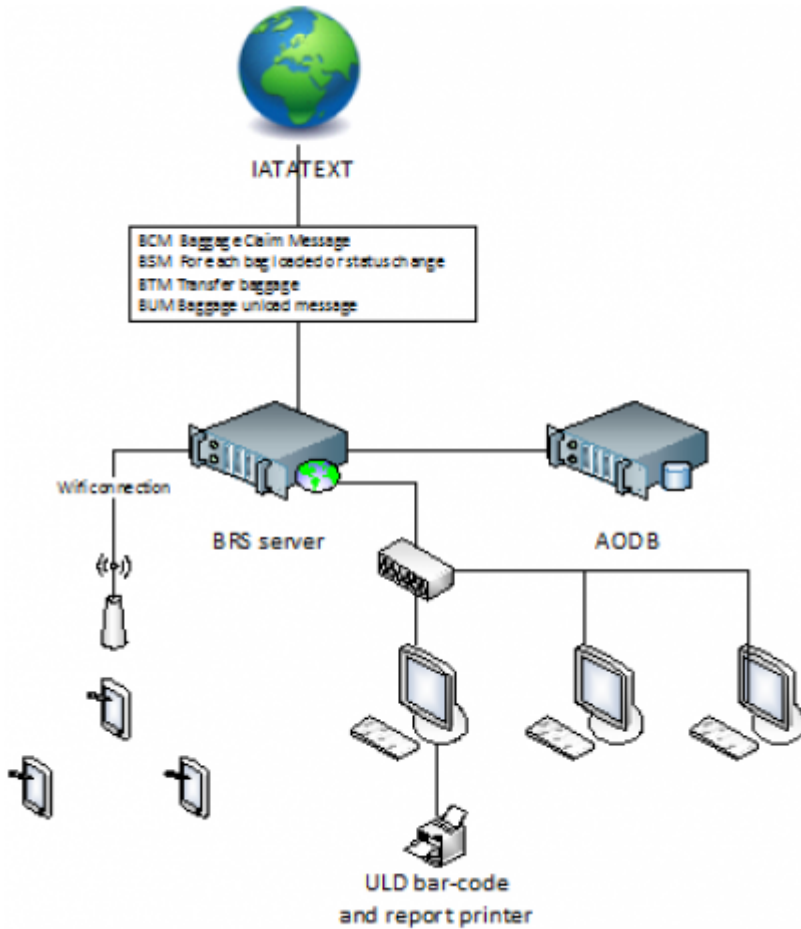 IATATEXT
BCM Baggage Claim Message
BSM For each bag loaded or status change
BTM Transfer baggage
BUM Baggage unload message
Wifi connection
BRS server
AODB
ULD bar-code
and report printer